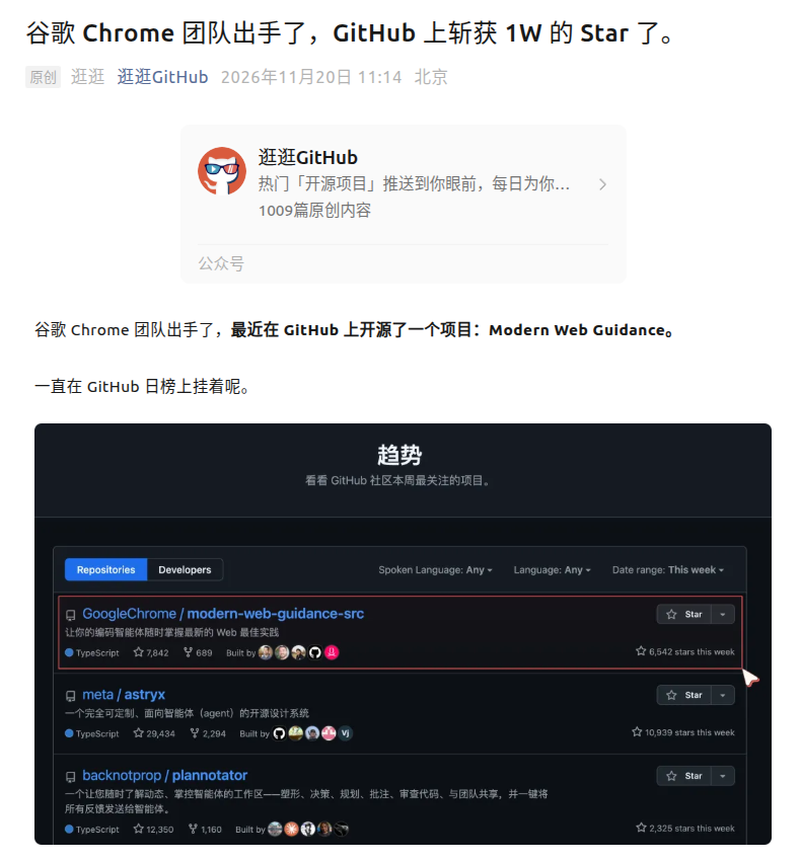 谷歌 Chrome 团队出手了，GitHub 上斩获 1W 的 Star 了。
原创 逛逛 逛逛GitHub 2026年11月20日 11:14 北京
逛逛GitHub
热门「开源项目」推送到你眼前，每日为你…
1009篇原创内容
公众号
谷歌 Chrome 团队出手了，最近在 GitHub 上开源了一个项目：Modern Web Guidance。
一直在 GitHub 日榜上挂着呢。
趋势
看看 GitHub 社区本周最关注的项目。
Repositories Developers Spoken Language: Any Language: Any Date range: This week
GoogleChrome / modern-web-guidance-src Star
让你的编码智能体随时掌握最新的 Web 最佳实践
TypeScript 7,842 689 Built by 6,542 stars this week
meta / astryx Star
一个完全可定制、面向智能体（agent）的开源设计系统
TypeScript 29,434 2,294 Built by Vj 10,939 stars this week
backnotprop / plannotator Star
一个让您随时了解动态、掌控智能体的工作区——塑形、决策、规划、批注、审查代码、与团队共享，并一键将
所有反馈发送给智能体。
TypeScript 12,350 1,160 Built by 2,325 stars this week